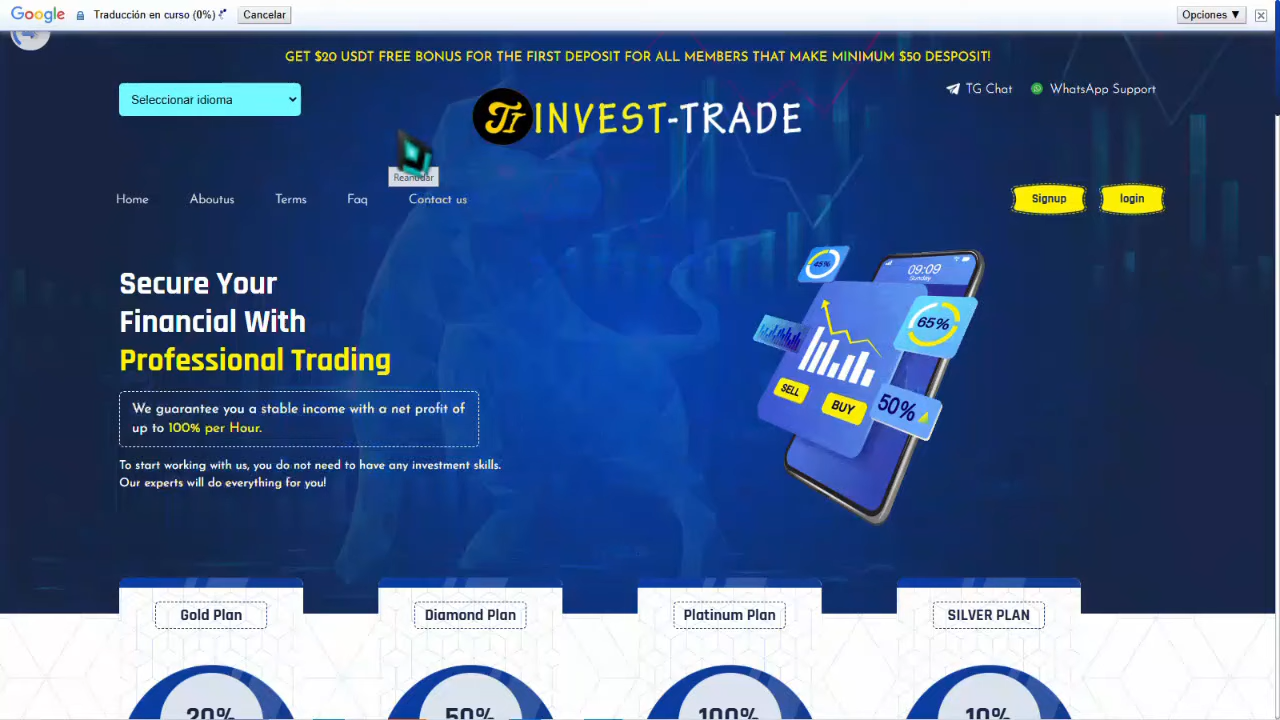 Google Traducción en curso (0%) Cancelar Opciones ▼
GET $20 USDT FREE BONUS FOR THE FIRST DEPOSIT FOR ALL MEMBERS THAT MAKE MINIMUM $50 DESPOSIT!
Seleccionar idioma
INVEST-TRADE
TG Chat WhatsApp Support
Reanudar
Home Aboutus Terms Faq Contact us Signup login
Secure Your
Financial With
Professional Trading
We guarantee you a stable income with a net profit of
up to 100% per Hour.
To start working with us, you do not need to have any investment skills.
Our experts will do everything for you!
45%
09:09
Sunday
65%
SELL
BUY
50%
Gold Plan Diamond Plan Platinum Plan SILVER PLAN
20% 50% 100% 10%